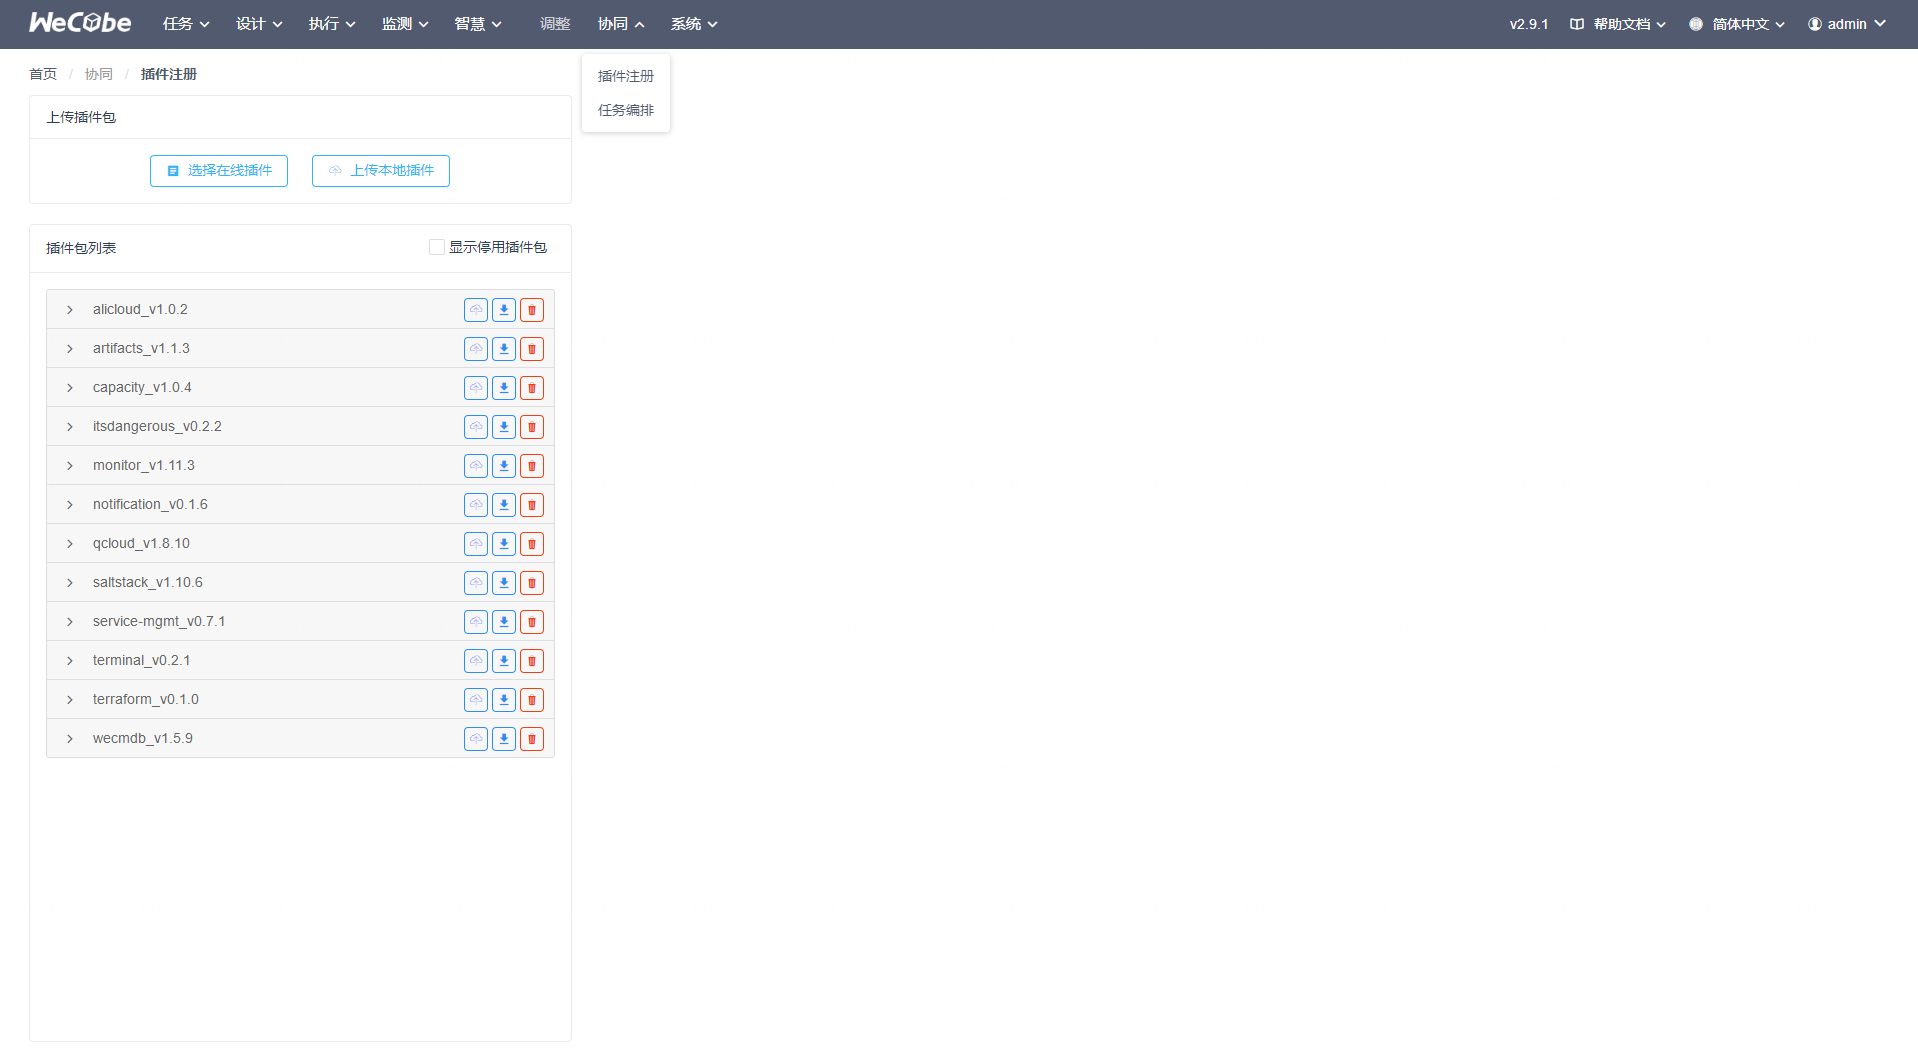 WeCube 任务 设计 执行 监测 智慧 调整 协同 系统 v2.9.1 帮助文档 简体中文 admin
首页 / 协同 / 插件注册
插件注册
任务编排
上传插件包
选择在线插件 上传本地插件
插件包列表 显示停用插件包
alicloud_v1.0.2
artifacts_v1.1.3
capacity_v1.0.4
itsdangerous_v0.2.2
monitor_v1.11.3
notification_v0.1.6
qcloud_v1.8.10
saltstack_v1.10.6
service-mgmt_v0.7.1
terminal_v0.2.1
terraform_v0.1.0
wecmdb_v1.5.9